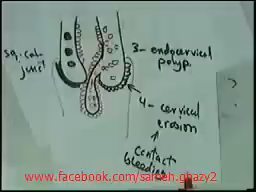 sq. col.
junct
3- endocervical
polyp
4- cervical
erosion
contact
bleeding
www.facebook.com/sameh.ghazy2